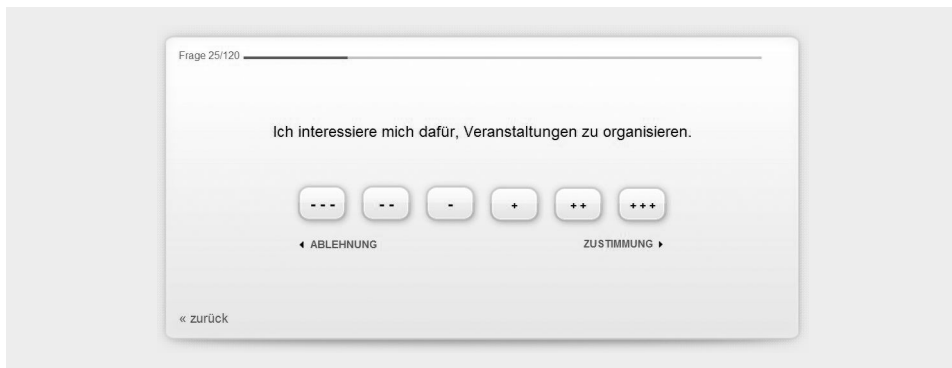 Frage 25/120
Ich interessiere mich dafür, Veranstaltungen zu organisieren.
--- -- - + ++ +++
ABLEHNUNG ZUSTIMMUNG
« zurück